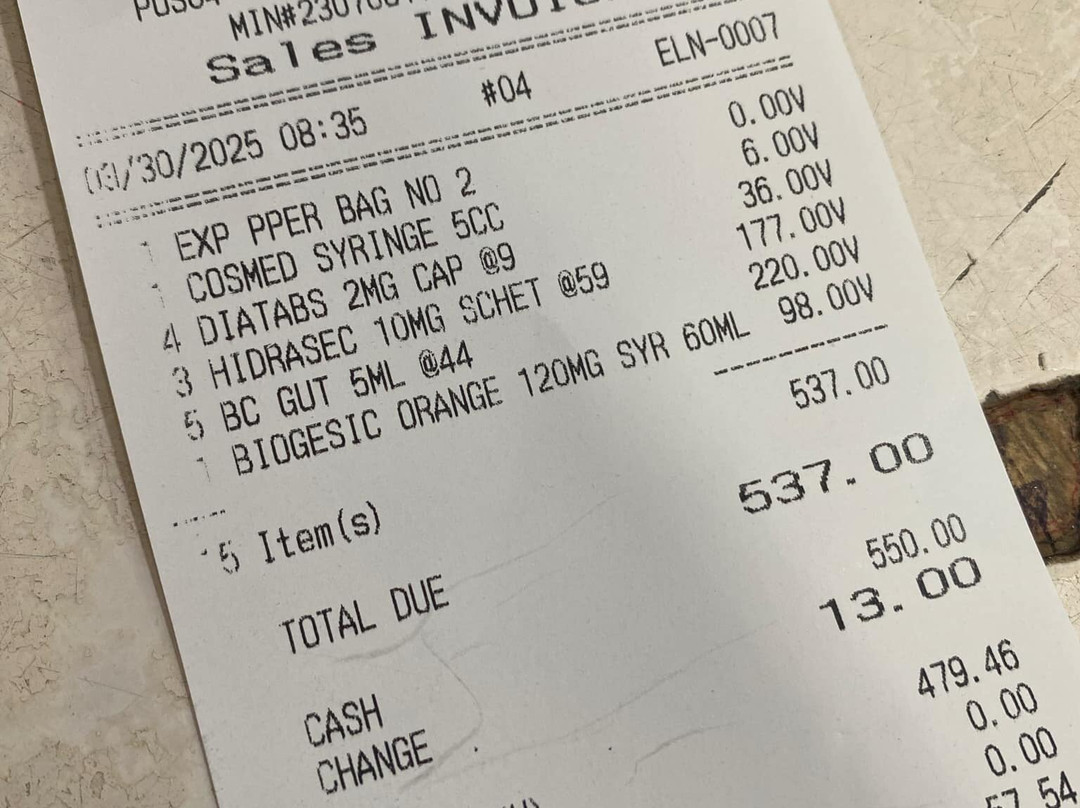 Sales
#04 ELN-0007
03/30/2025 08:35
1 EXP PPER BAG NO 2 0.00V
1 COSMED SYRINGE 5CC 6.00V
4 DIATABS 2MG CAP @9 36.00V
3 HIDRASEC 10MG SCHET @59 177.00V
5 BC GUT 5ML @44 220.00V
1 BIOGESIC ORANGE 120MG SYR 60ML 98.00V
15 Item(s) 537.00
TOTAL DUE 537.00
CASH 550.00
CHANGE 13.00
479.46
0.00
0.00
57.54